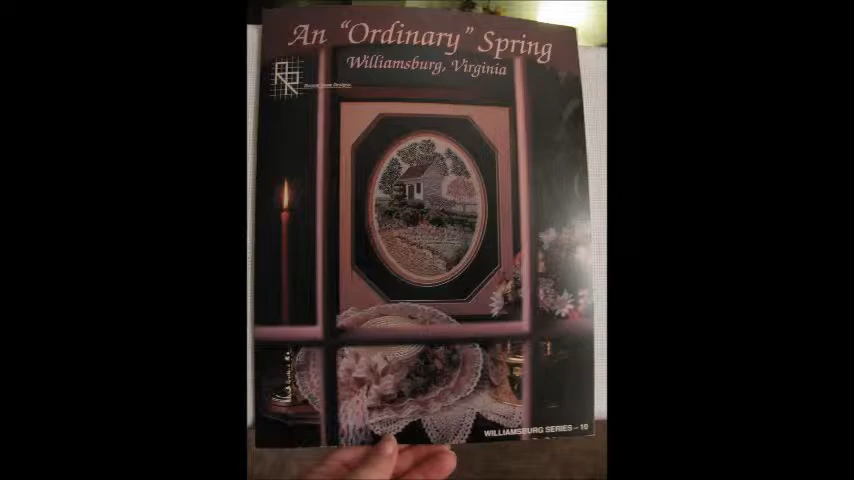 An "Ordinary" Spring
Williamsburg, Virginia
WILLIAMSBURG SERIES - 10